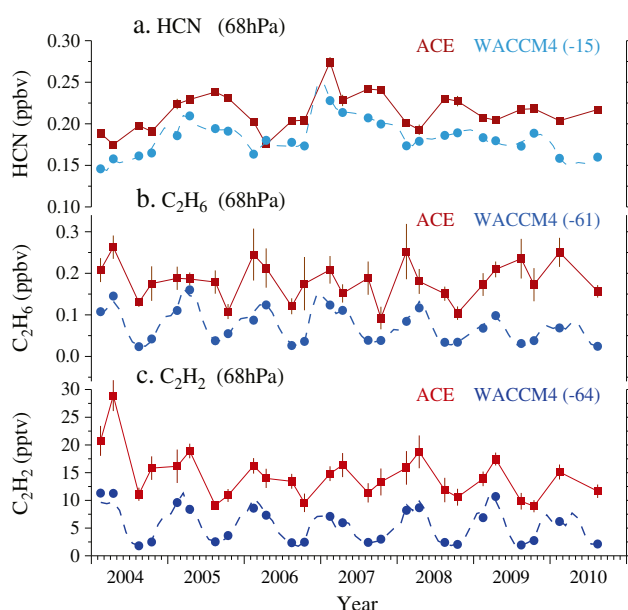 a. HCN (68hPa)
ACE WACCM4 (-15)
0.30
0.25
0.20
0.15
0.10
HCN (ppbv)
b. C₂H₆ (68hPa)
ACE WACCM4 (-61)
0.3
0.2
0.1
0.0
C₂H₆ (ppbv)
c. C₂H₂ (68hPa)
ACE WACCM4 (-64)
30
25
20
15
10
5
0
C₂H₂ (pptv)
2004 2005 2006 2007 2008 2009 2010
Year